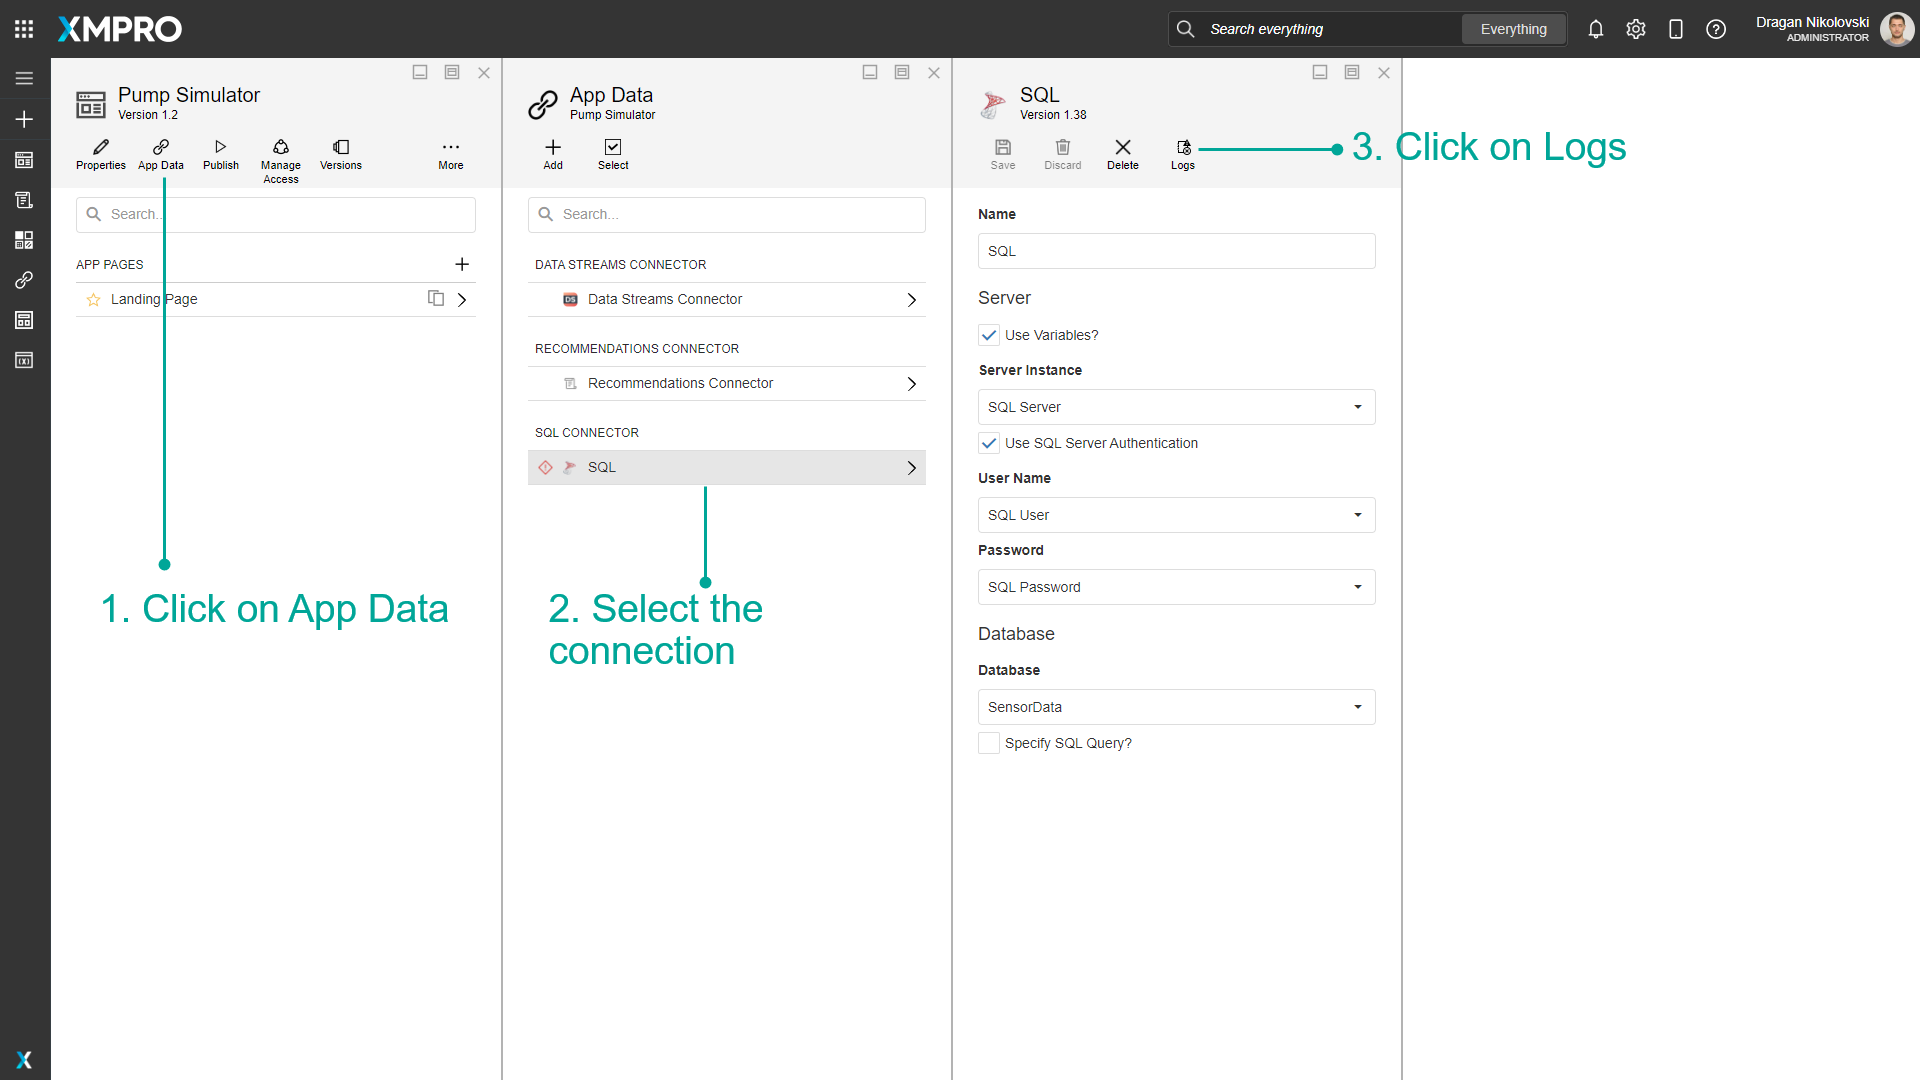 XMPRO
Search everything
Everything
Dragan Nikolovski
ADMINISTRATOR
Pump Simulator
Version 1.2
Properties
App Data
Publish
Manage
Access
Versions
More
Search...
APP PAGES
Landing Page
1. Click on App Data
App Data
Pump Simulator
Add
Select
Search...
DATA STREAMS CONNECTOR
DS
Data Streams Connector
RECOMMENDATIONS CONNECTOR
Recommendations Connector
SQL CONNECTOR
SQL
2. Select the
connection
SQL
Version 1.38
Save
Discard
Delete
Logs
3. Click on Logs
Name
SQL
Server
Use Variables?
Server Instance
SQL Server
Use SQL Server Authentication
User Name
SQL User
Password
SQL Password
Database
Database
SensorData
Specify SQL Query?